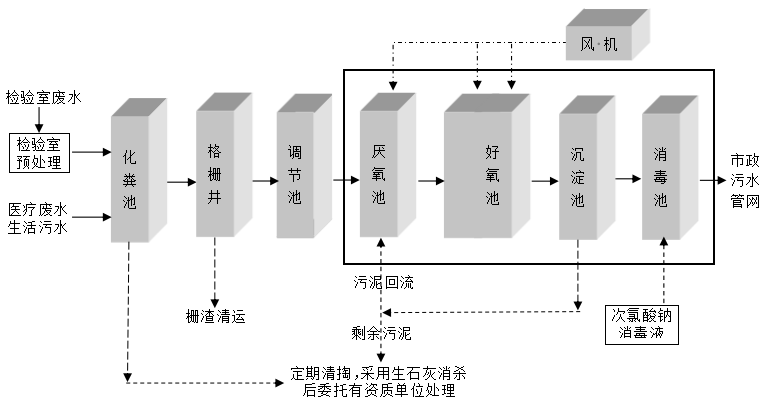 风·机
检验室废水
检验室
预处理
医疗废水
生活污水
化粪池
格栅井
调节池
厌氧池
好氧池
沉淀池
消毒池
市政
污水
管网
污泥回流
栅渣清运
剩余污泥
次氯酸钠
消毒液
定期清掏,采用生石灰消杀
后委托有资质单位处理